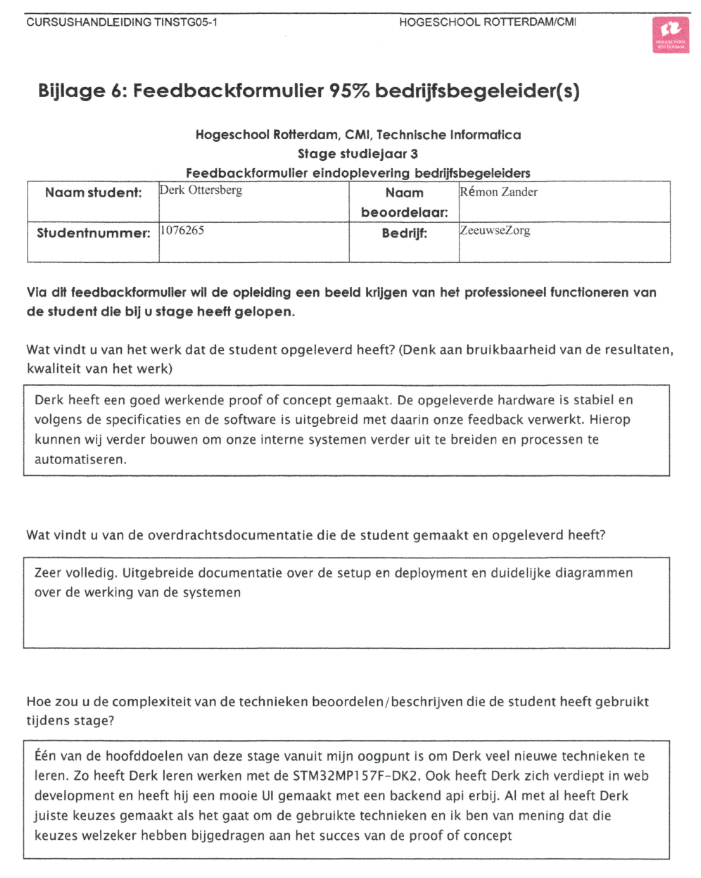 CURSUSHANDLEIDING TINSTG05-1 HOGESCHOOL ROTTERDAM/CMI
HOGESCHOOL
ROTTERDAM
Bijlage 6: Feedbackformulier 95% bedrijfsbegeleider(s)
Hogeschool Rotterdam, CMI, Technische Informatica
Stage studiejaar 3
Feedbackformulier eindoplevering bedrijfsbegeleiders
Naam student: Derk Ottersberg Naam beoordelaar: Rémon Zander
Studentnummer: 1076265 Bedrijf: ZeeuwseZorg
Via dit feedbackformulier wil de opleiding een beeld krijgen van het professioneel functioneren van
de student die bij u stage heeft gelopen.
Wat vindt u van het werk dat de student opgeleverd heeft? (Denk aan bruikbaarheid van de resultaten,
kwaliteit van het werk)
Derk heeft een goed werkende proof of concept gemaakt. De opgeleverde hardware is stabiel en
volgens de specificaties en de software is uitgebreid met daarin onze feedback verwerkt. Hierop
kunnen wij verder bouwen om onze interne systemen verder uit te breiden en processen te
automatiseren.
Wat vindt u van de overdrachtsdocumentatie die de student gemaakt en opgeleverd heeft?
Zeer volledig. Uitgebreide documentatie over de setup en deployment en duidelijke diagrammen
over de werking van de systemen
Hoe zou u de complexiteit van de technieken beoordelen/beschrijven die de student heeft gebruikt
tijdens stage?
Één van de hoofddoelen van deze stage vanuit mijn oogpunt is om Derk veel nieuwe technieken te
leren. Zo heeft Derk leren werken met de STM32MP157F-DK2. Ook heeft Derk zich verdiept in web
development en heeft hij een mooie UI gemaakt met een backend api erbij. Al met al heeft Derk
juiste keuzes gemaakt als het gaat om de gebruikte technieken en ik ben van mening dat die
keuzes welzeker hebben bijgedragen aan het succes van de proof of concept